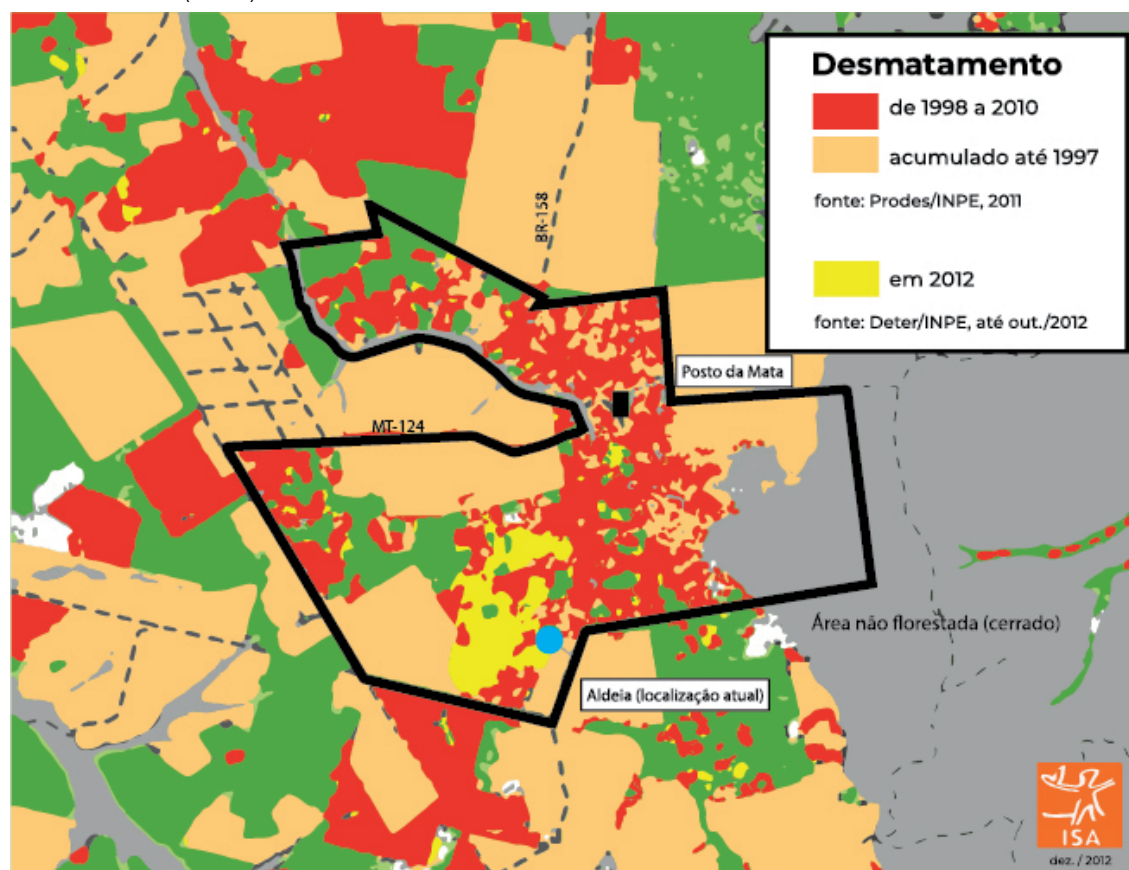 Desmatamento
de 1998 a 2010
acumulado até 1997
fonte: Prodes/INPE, 2011
em 2012
fonte: Deter/INPE, até out./2012
BR-158
Posto da Mata
MT-124
Área não florestada (cerrado)
Aldeia (localização atual)
ISA
dez. / 2012